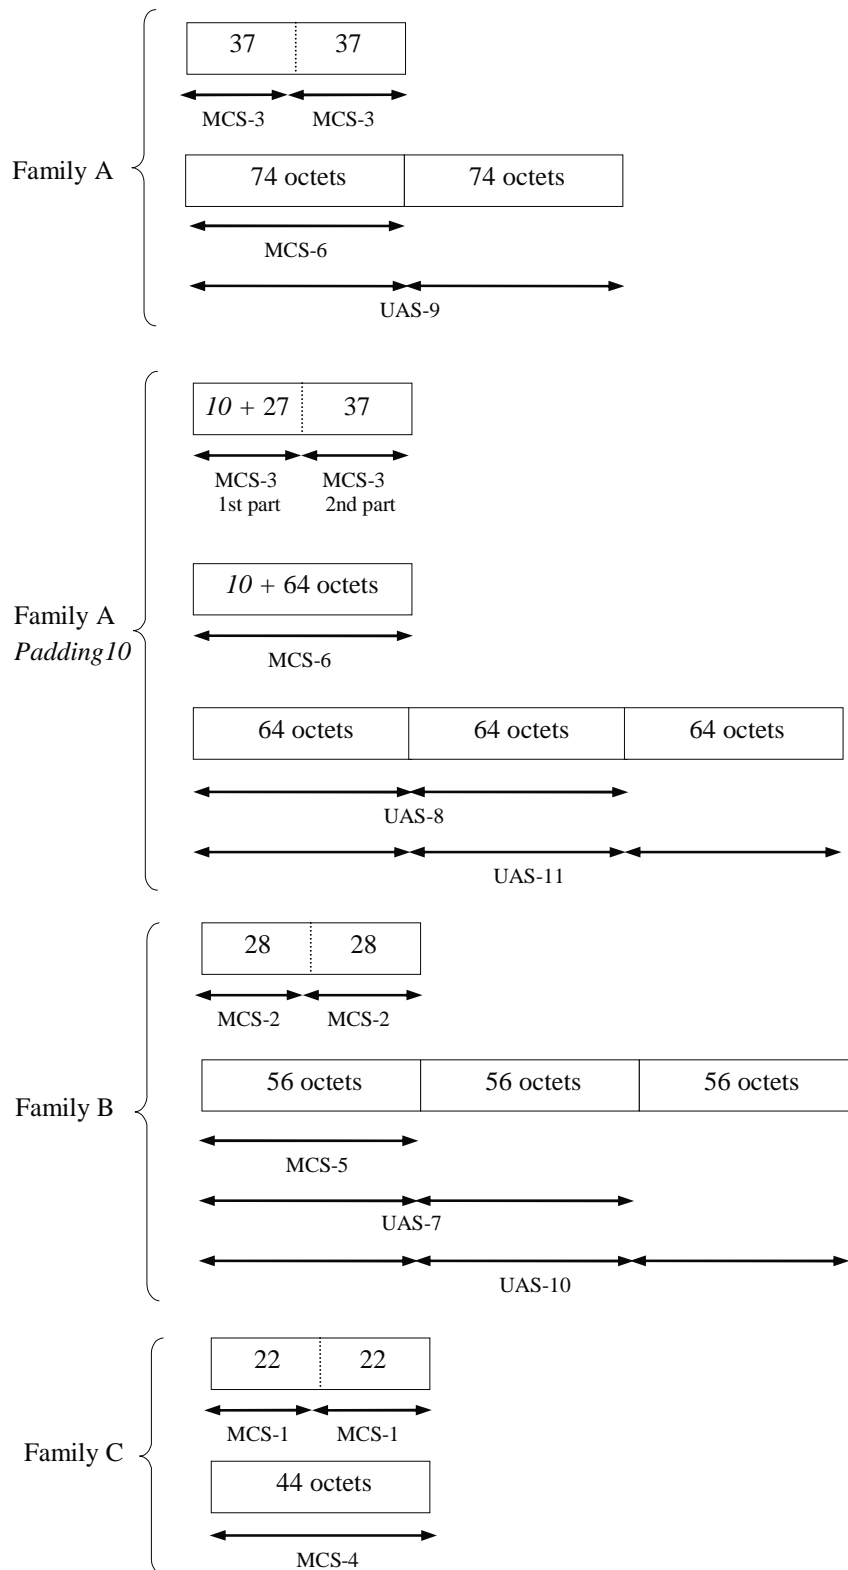 37 37
MCS-3 MCS-3
Family A
74 octets 74 octets
MCS-6
UAS-9
10 + 27 37
MCS-3 MCS-3
1st part 2nd part
10 + 64 octets
Family A
Padding10
MCS-6
64 octets 64 octets 64 octets
UAS-8
UAS-11
28 28
MCS-2 MCS-2
56 octets 56 octets 56 octets
Family B
MCS-5
UAS-7
UAS-10
22 22
MCS-1 MCS-1
Family C
44 octets
MCS-4